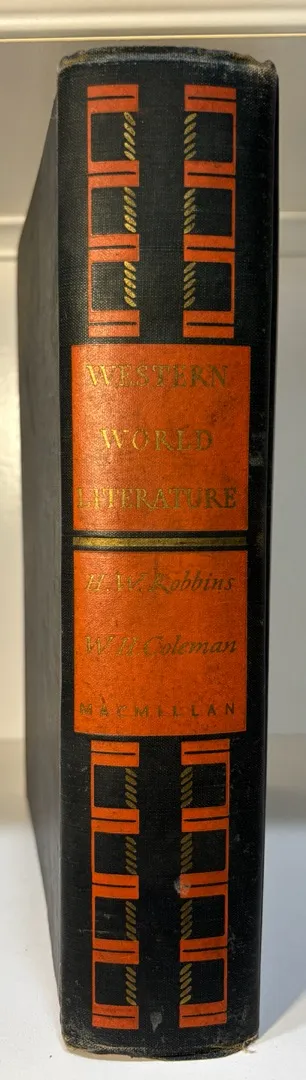 WESTERN
WORLD
LITERATURE
H. W. Robbins
W. H. Coleman
MACMILLAN